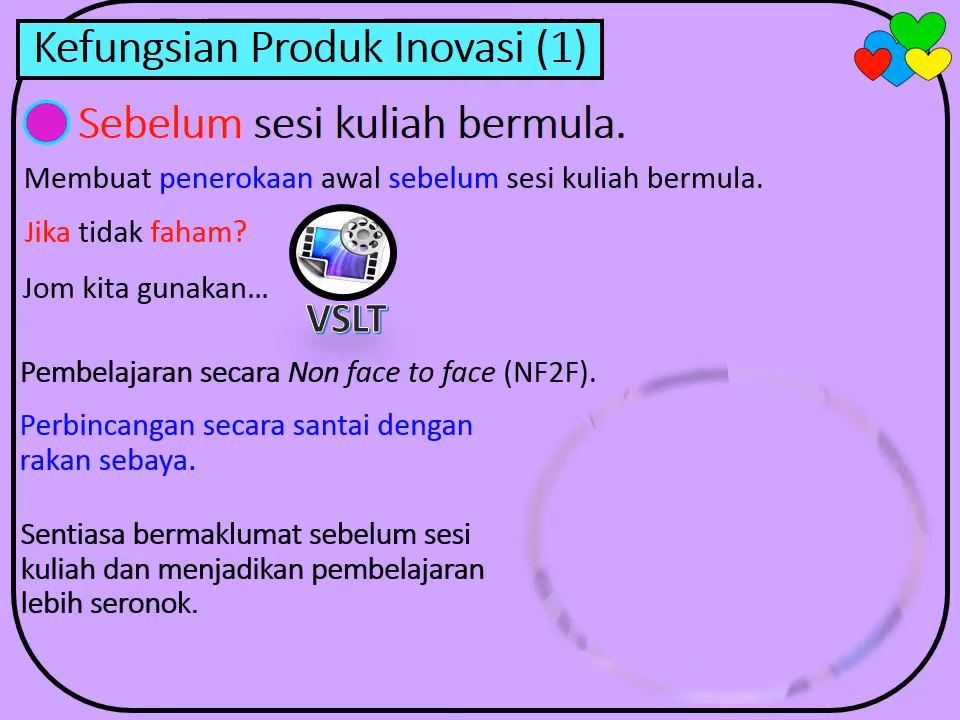 Kefungsian Produk Inovasi (1)
Sebelum sesi kuliah bermula.
Membuat penerokaan awal sebelum sesi kuliah bermula.
Jika tidak faham?
Jom kita gunakan...
VSLT
Pembelajaran secara Non face to face (NF2F).
Perbincangan secara santai dengan
rakan sebaya.
Sentiasa bermaklumat sebelum sesi
kuliah dan menjadikan pembelajaran
lebih seronok.